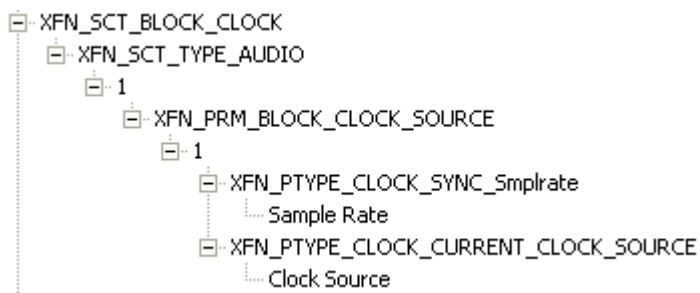 XFN_SCT_BLOCK_CLOCK
XFN_SCT_TYPE_AUDIO
1
XFN_PRM_BLOCK_CLOCK_SOURCE
1
XFN_PTYPE_CLOCK_SYNC_Smplrate
Sample Rate
XFN_PTYPE_CLOCK_CURRENT_CLOCK_SOURCE
Clock Source